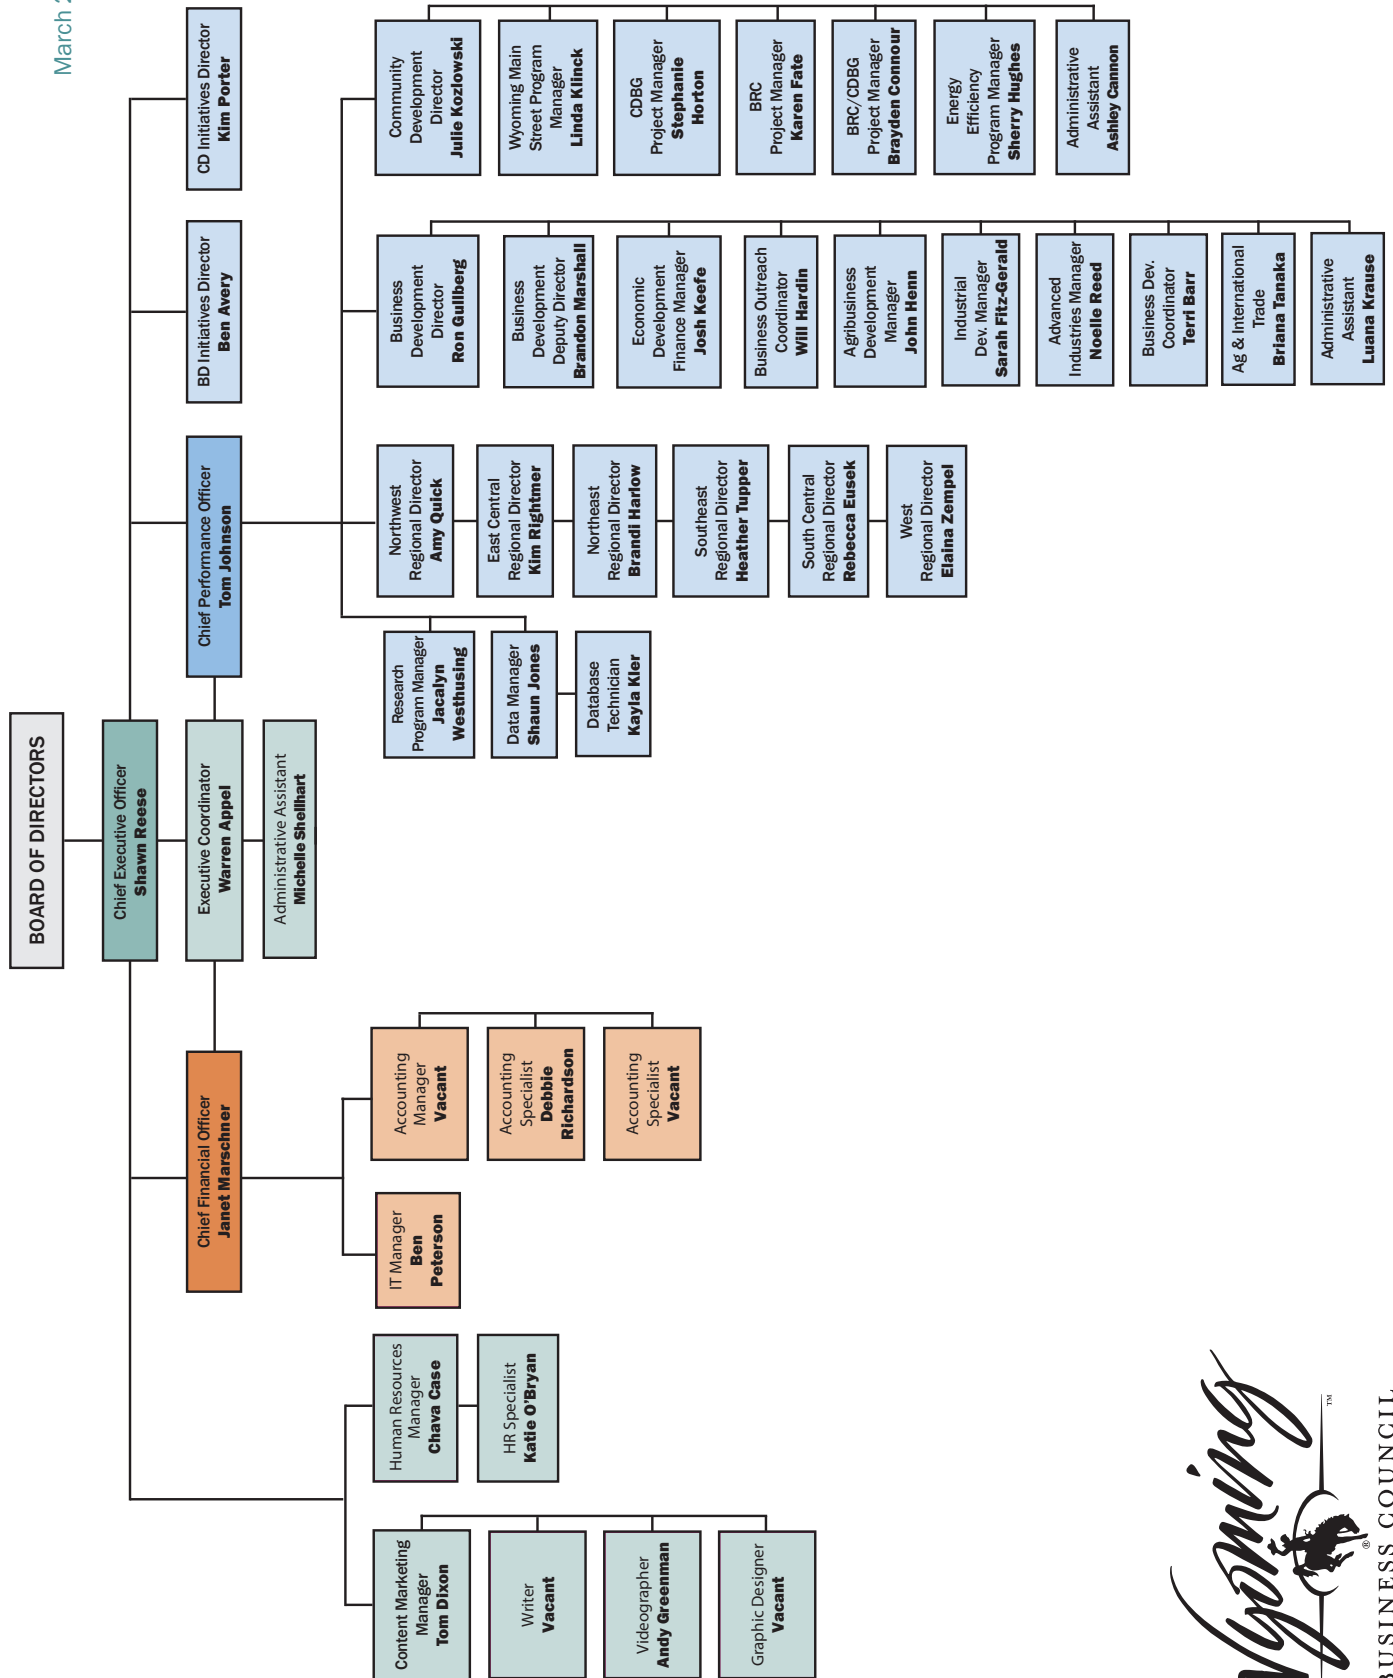 March
BOARD OF DIRECTORS
Chief Executive Officer
Shawn Reese
Executive Coordinator
Warren Appel
Administrative Assistant
Michelle Shellhart
Chief Financial Officer
Janet Marschner
Chief Performance Officer
Tom Johnson
BD Initiatives Director
Ben Avery
CD Initiatives Director
Kim Porter
Content Marketing
Manager
Tom Dixon
Writer
Vacant
Videographer
Andy Greenman
Graphic Designer
Vacant
Human Resources
Manager
Chava Case
HR Specialist
Katie O'Bryan
IT Manager
Ben
Peterson
Accounting
Manager
Vacant
Accounting
Specialist
Debbie
Richardson
Accounting
Specialist
Vacant
Research
Program Manager
Jacalyn
Westhusing
Data Manager
Shaun Jones
Database
Technician
Kayla Kler
Northwest
Regional Director
Amy Quick
East Central
Regional Director
Kim Rightmer
Northeast
Regional Director
Brandi Harlow
Southeast
Regional Director
Heather Tupper
South Central
Regional Director
Rebecca Eusek
West
Regional Director
Elaina Zempel
Business
Development
Director
Ron Gullberg
Business
Development
Deputy Director
Brandon Marshall
Economic
Development
Finance Manager
Josh Keefe
Business Outreach
Coordinator
Will Hardin
Agribusiness
Development
Manager
John Henn
Industrial
Dev. Manager
Sarah Fitz-Gerald
Advanced
Industries Manager
Noelle Reed
Business Dev.
Coordinator
Terri Barr
Ag & International
Trade
Briana Tanaka
Administrative
Assistant
Luana Krause
Community
Development
Director
Julie Kozlowski
Wyoming Main
Street Program
Manager
Linda Klinck
CDBG
Project Manager
Stephanie
Horton
BRC
Project Manager
Karen Fate
BRC/CDBG
Project Manager
Brayden Connour
Energy
Efficiency
Program Manager
Sherry Hughes
Administrative
Assistant
Ashley Cannon
Wyoming
TM
®
BUSINESS COUNCIL